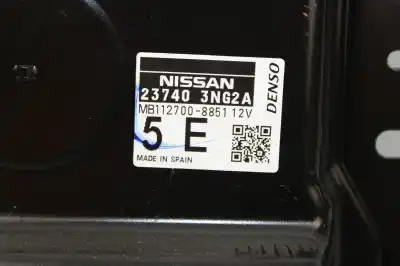 NISSAN
23740 3NG2A
MB112700-8851 12V
5 E
MADE IN SPAIN
DENSO